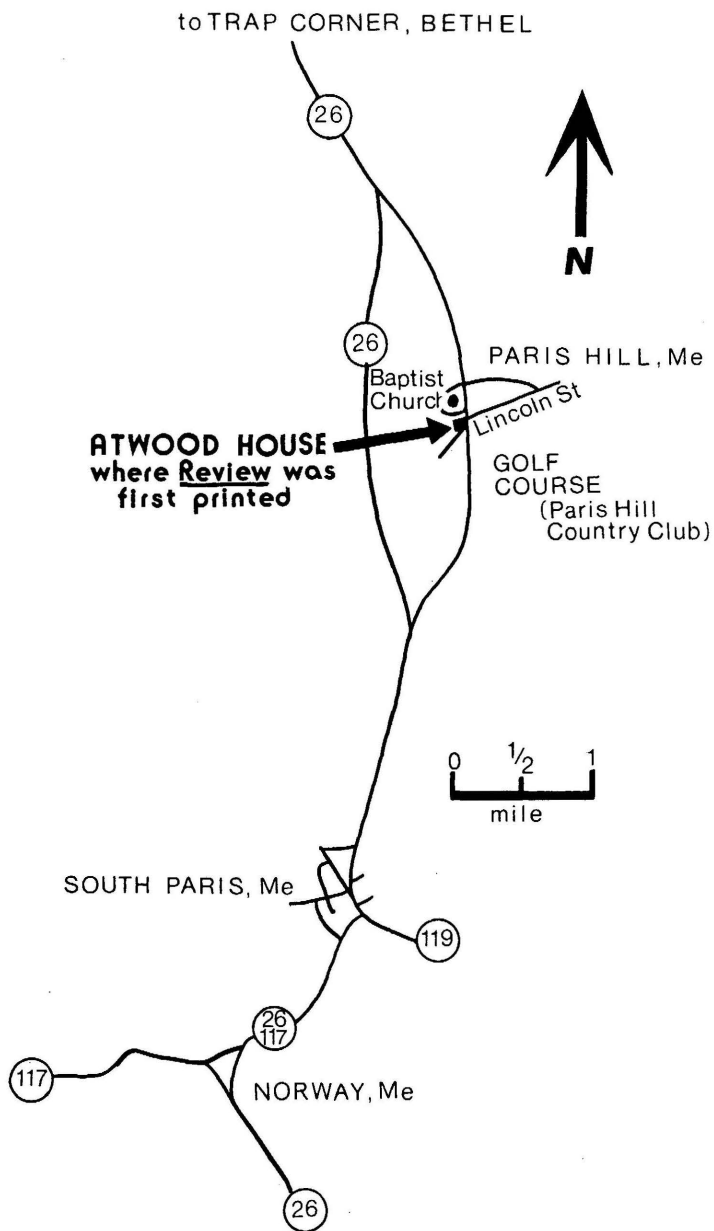 to TRAP CORNER, BETHEL
26
N
26
PARIS HILL, Me
Baptist
Church
Lincoln St
ATWOOD HOUSE
where Review was
first printed
GOLF
COURSE
(Paris Hill
Country Club)
0 1/2 1
mile
SOUTH PARIS, Me
119
26
117
117
NORWAY, Me
26